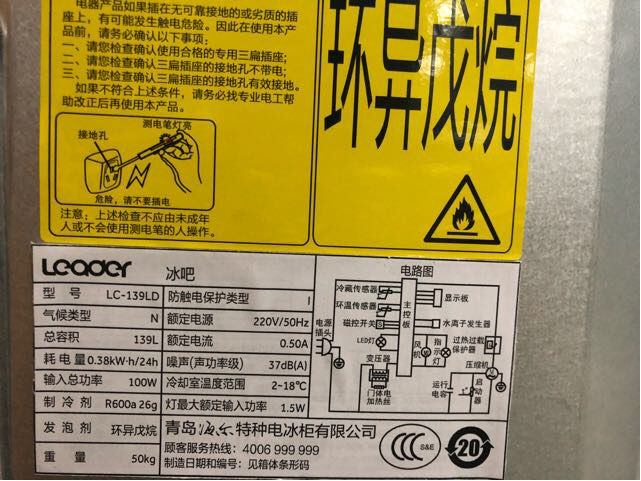 电器产品如果插在无可靠接地的或劣质的插
座上，有可能发生触电危险。因此在使用本产
品前，请务必确认以下事项：
一、请您检查确认使用合格的专用三扁插座；
二、请您检查确认三扁插座的接地孔不带电；
三、请您检查确认三扁插座的接地孔有效接地。
如果不符合上述条件，请务必找专业电工帮
助改正后再使用本产品。
测电笔灯亮
接地孔
危险，请不要插电
注意：上述检查不应由未成年
人或不会使用测电笔的人操作。
环异戊烷
Leader 冰吧
型号 LC-139LD 防触电保护类型 I
气候类型 N 额定电源 220V/50Hz
总容积 139L 额定电流 0.50A
耗电量 0.38kW·h/24h 噪声(声功率级) 37dB(A)
输入总功率 100W 冷却室温度范围 2~18℃
制冷剂 R600a 26g 灯最大额定输入功率 1.5W
发泡剂 环异戊烷
重量 50kg
青岛海尔特种电冰柜有限公司
顾客服务热线：4006 999 999
制造日期和编号：见箱体条形码
电路图
冷藏传感器
环温传感器
磁控开关
LED灯
电源插头
变压器
门体电加热丝
主控板
显示板
水离子发生器
风机
指示灯
过热过载保护器
压缩机
运行电容
启动器
CCC S&E
20